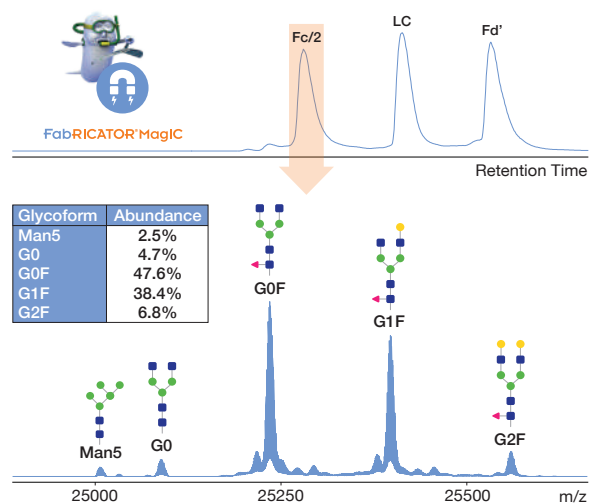 Fc/2
LC
Fd'
FabRICATOR® MagIC
Retention Time
Glycoform Abundance
Man5 2.5%
G0 4.7%
G0F 47.6%
G1F 38.4%
G2F 6.8%
G0F
G1F
G2F
Man5
G0
25000 25250 25500 m/z